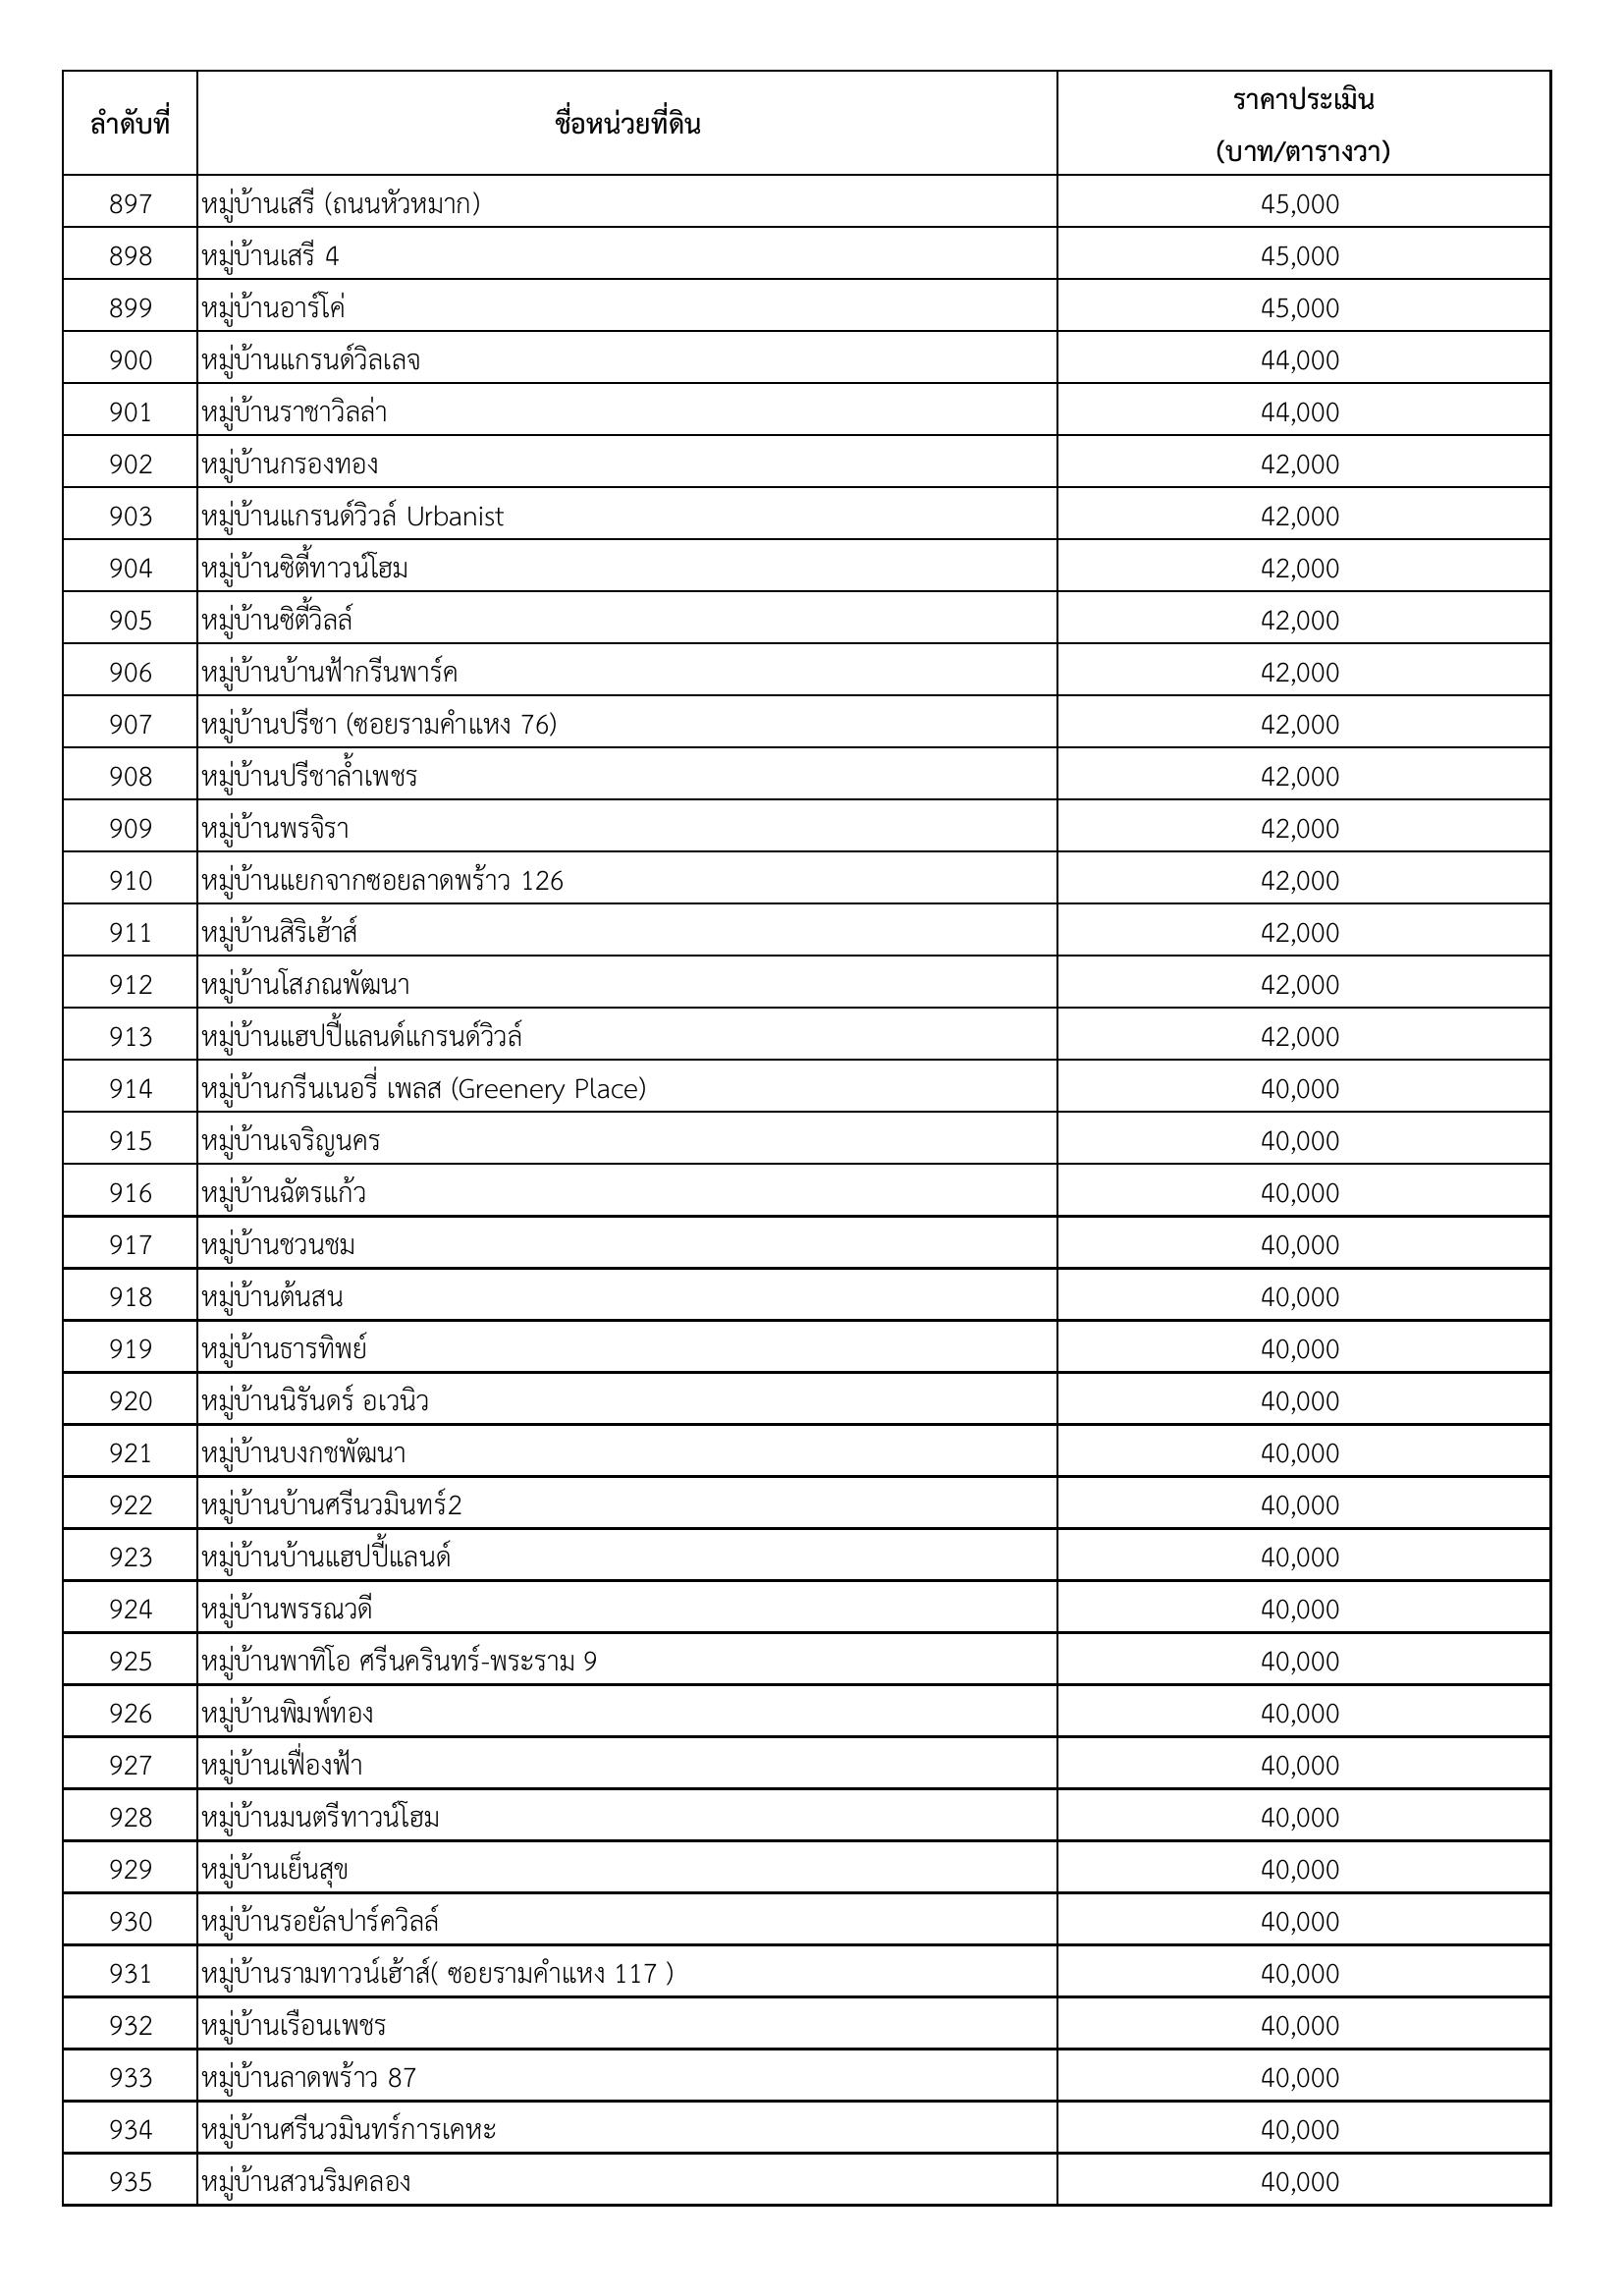 ลำดับที่ ชื่อหน่วยที่ดิน ราคาประเมิน
(บาท/ตารางวา)
897 หมู่บ้านเสรี (ถนนหัวหมาก) 45,000
898 หมู่บ้านเสรี 4 45,000
899 หมู่บ้านอาร์โค่ 45,000
900 หมู่บ้านแกรนด์วิลเลจ 44,000
901 หมู่บ้านราชาวิลล่า 44,000
902 หมู่บ้านกรองทอง 42,000
903 หมู่บ้านแกรนด์วิวล์ Urbanist 42,000
904 หมู่บ้านซิตี้ทาวน์โฮม 42,000
905 หมู่บ้านซิตี้วิลล์ 42,000
906 หมู่บ้านบ้านฟ้ากรีนพาร์ค 42,000
907 หมู่บ้านปรีชา (ซอยรามคำแหง 76) 42,000
908 หมู่บ้านปรีชาล้ำเพชร 42,000
909 หมู่บ้านพรจิรา 42,000
910 หมู่บ้านแยกจากซอยลาดพร้าว 126 42,000
911 หมู่บ้านสิริเฮ้าส์ 42,000
912 หมู่บ้านโสภณพัฒนา 42,000
913 หมู่บ้านแฮปปี้แลนด์แกรนด์วิวล์ 42,000
914 หมู่บ้านกรีนเนอรี่ เพลส (Greenery Place) 40,000
915 หมู่บ้านเจริญนคร 40,000
916 หมู่บ้านฉัตรแก้ว 40,000
917 หมู่บ้านชวนชม 40,000
918 หมู่บ้านต้นสน 40,000
919 หมู่บ้านธารทิพย์ 40,000
920 หมู่บ้านนิรันดร์ อเวนิว 40,000
921 หมู่บ้านบงกชพัฒนา 40,000
922 หมู่บ้านบ้านศรีนวมินทร์2 40,000
923 หมู่บ้านบ้านแฮปปี้แลนด์ 40,000
924 หมู่บ้านพรรณวดี 40,000
925 หมู่บ้านพาทิโอ ศรีนครินทร์-พระราม 9 40,000
926 หมู่บ้านพิมพ์ทอง 40,000
927 หมู่บ้านเฟื่องฟ้า 40,000
928 หมู่บ้านมนตรีทาวน์โฮม 40,000
929 หมู่บ้านเย็นสุข 40,000
930 หมู่บ้านรอยัลปาร์ควิลล์ 40,000
931 หมู่บ้านรามทาวน์เฮ้าส์( ซอยรามคำแหง 117 ) 40,000
932 หมู่บ้านเรือนเพชร 40,000
933 หมู่บ้านลาดพร้าว 87 40,000
934 หมู่บ้านศรีนวมินทร์การเคหะ 40,000
935 หมู่บ้านสวนริมคลอง 40,000